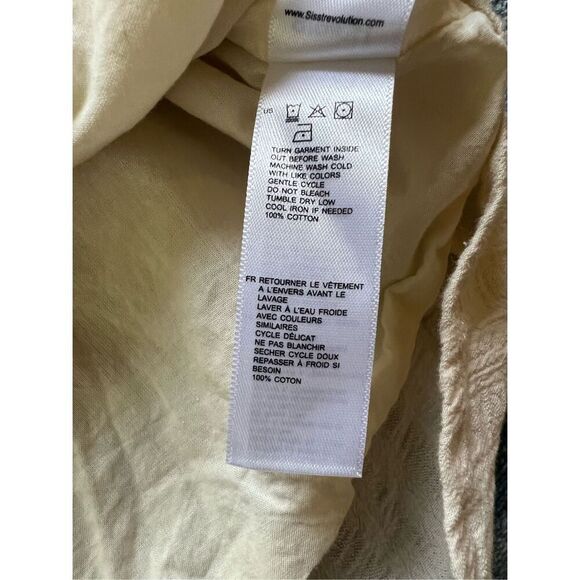 www.Sisstrevolution.com
US
TURN GARMENT INSIDE
OUT BEFORE WASH
MACHINE WASH COLD
WITH LIKE COLORS
GENTLE CYCLE
DO NOT BLEACH
TUMBLE DRY LOW
COOL IRON IF NEEDED
100% COTTON
FR RETOURNER LE VÊTEMENT
A L'ENVERS AVANT LE
LAVAGE
LAVER À L'EAU FROIDE
AVEC COULEURS
SIMILAIRES
CYCLE DÉLICAT
NE PAS BLANCHIR
SECHER CYCLE DOUX
REPASSER À FROID SI
BESOIN
100% COTON